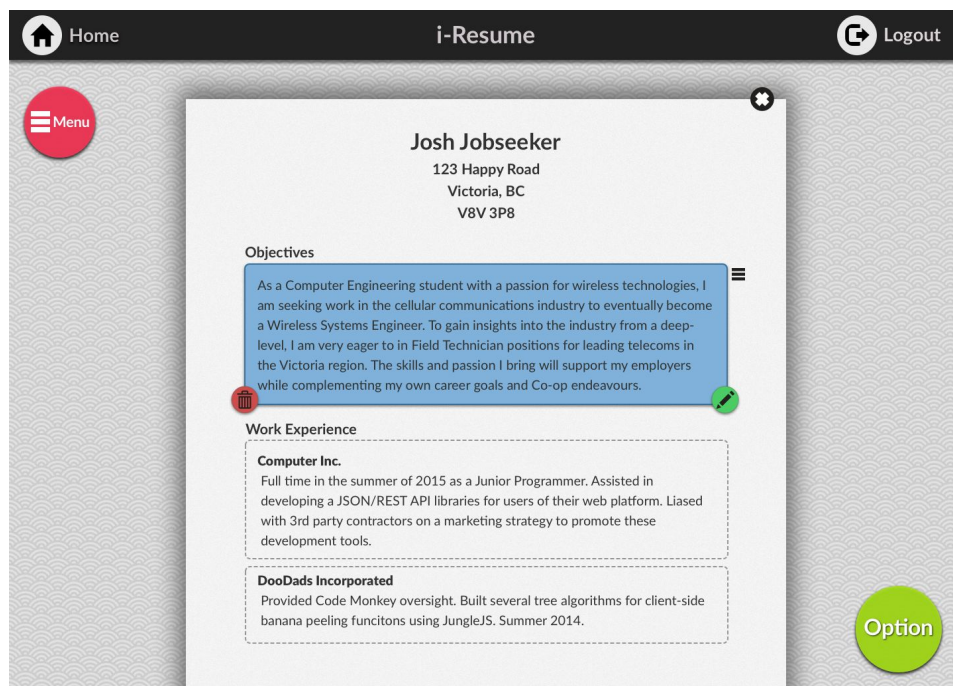 Home
i-Resume
Logout
Menu
Josh Jobseeker
123 Happy Road
Victoria, BC
V8V 3P8
Objectives
As a Computer Engineering student with a passion for wireless technologies, I
am seeking work in the cellular communications industry to eventually become
a Wireless Systems Engineer. To gain insights into the industry from a deep-
level, I am very eager to in Field Technician positions for leading telecoms in
the Victoria region. The skills and passion I bring will support my employers
while complementing my own career goals and Co-op endeavours.
Work Experience
Computer Inc.
Full time in the summer of 2015 as a Junior Programmer. Assisted in
developing a JSON/REST API libraries for users of their web platform. Liased
with 3rd party contractors on a marketing strategy to promote these
development tools.
DooDads Incorporated
Provided Code Monkey oversight. Built several tree algorithms for client-side
banana peeling funcitons using JungleJS. Summer 2014.
Option